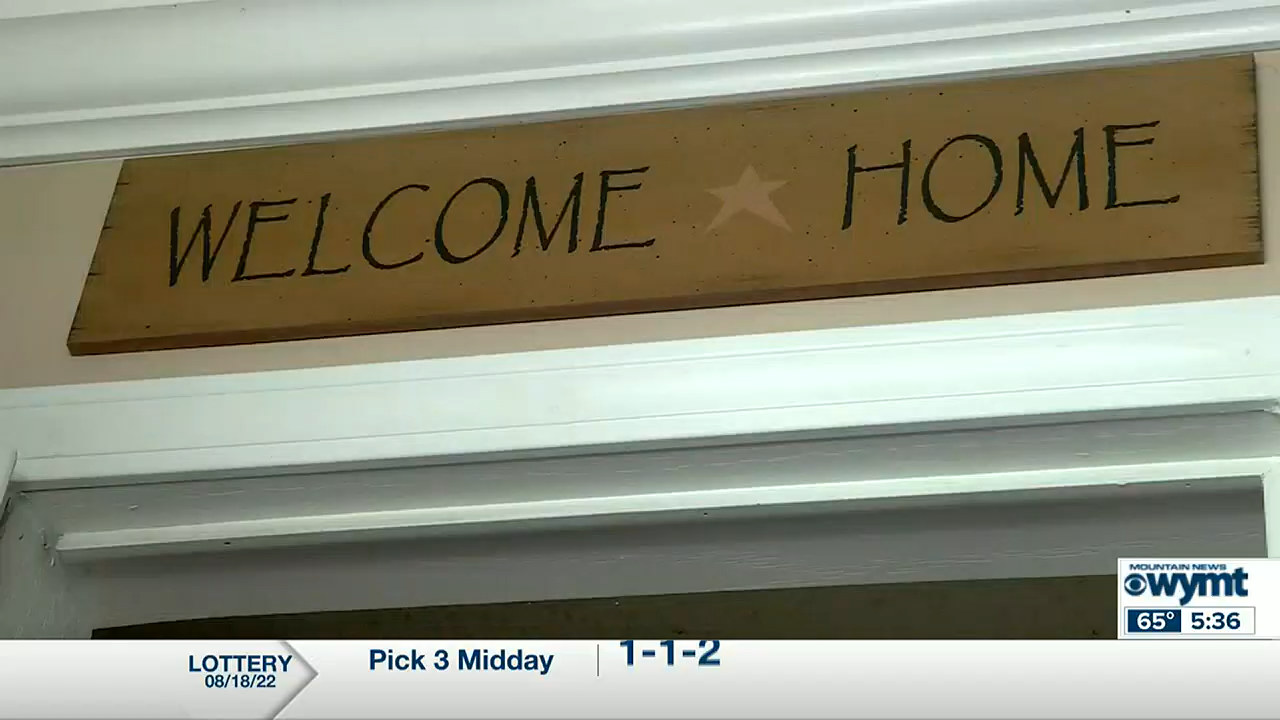 WELCOME HOME
MOUNTAIN NEWS
wymt
65° 5:36
LOTTERY
08/18/22
Pick 3 Midday
1-1-2